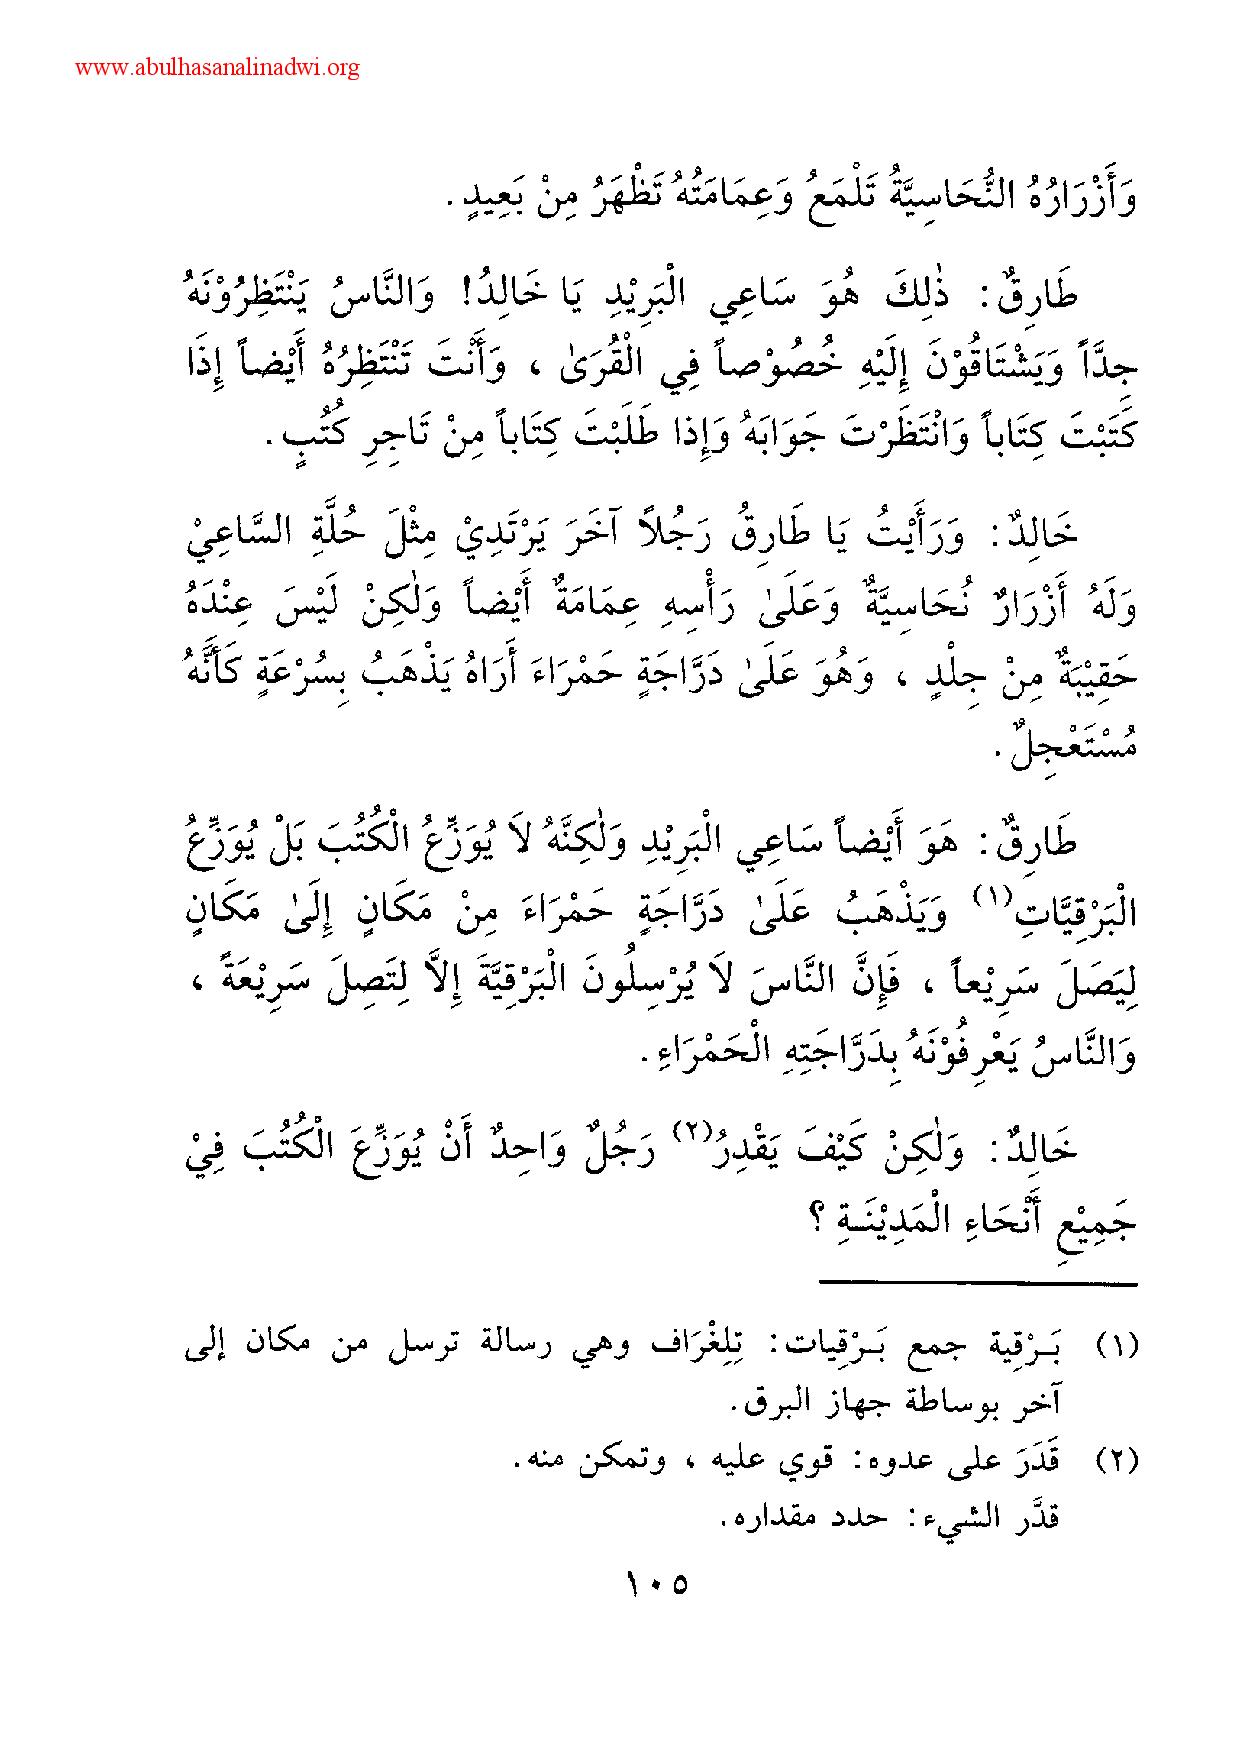 www.abulhasanalinadwi.org
وَأَزْرَارُهُ النُّحَاسِيَّةُ تَلْمَعُ وَعِمَامَتُهُ تَظْهَرُ مِنْ بَعِيدٍ .
طَارِقٌ : ذٰلِكَ هُوَ سَاعِي الْبَرِيْدِ يَا خَالِدُ! وَالنَّاسُ يَنْتَظِرُوْنَهُ
جِدَّاً وَيَشْتَاقُوْنَ إِلَيْهِ خُصُوْصاً فِي الْقُرَىٰ ، وَأَنْتَ تَنْتَظِرُهُ أَيْضاً إِذَا
كَتَبْتَ كِتَاباً وَانْتَظَرْتَ جَوَابَهُ وَإِذا طَلَبْتَ كِتَاباً مِنْ تَاجِرِ كُتُبٍ .
خَالِدٌ : وَرَأَيْتُ يَا طَارِقُ رَجُلاً آخَرَ يَرْتَدِيْ مِثْلَ حُلَّةِ السَّاعِيْ
وَلَهُ أَزْرَارٌ نُحَاسِيَّةٌ وَعَلَىٰ رَأْسِهِ عِمَامَةٌ أَيْضاً وَلٰكِنْ لَيْسَ عِنْدَهُ
حَقِيْبَةٌ مِنْ جِلْدٍ ، وَهُوَ عَلَىٰ دَرَّاجَةٍ حَمْرَاءَ أَرَاهُ يَذْهَبُ بِسُرْعَةٍ كَأَنَّهُ
مُسْتَعْجِلٌ .
طَارِقٌ : هَوَ أَيْضاً سَاعِي الْبَرِيْدِ وَلٰكِنَّهُ لاَ يُوَزِّعُ الْكُتُبَ بَلْ يُوَزِّعُ
الْبَرْقِيَّاتِ(١) وَيَذْهَبُ عَلَىٰ دَرَّاجَةٍ حَمْرَاءَ مِنْ مَكَانٍ إِلَىٰ مَكَانٍ
لِيَصَلَ سَرِيْعاً ، فَإِنَّ النَّاسَ لاَ يُرْسِلُونَ الْبَرْقِيَّةَ إِلاَّ لِتَصِلَ سَرِيْعَةً ،
وَالنَّاسُ يَعْرِفُوْنَهُ بِدَرَّاجَتِهِ الْحَمْرَاءِ .
خَالِدٌ : وَلٰكِنْ كَيْفَ يَقْدِرُ(٢) رَجُلٌ وَاحِدٌ أَنْ يُوَزِّعَ الْكُتُبَ فِيْ
جَمِيْعِ أَنْحَاءِ الْمَدِيْنَـةِ ؟
(١) بَـرْقِية جمع بَـرْقِيات : تِلِغْرَاف وهي رسالة ترسل من مكان إلى
آخر بوساطة جهاز البرق .
(٢) قَدَرَ على عدوه : قوي عليه ، وتمكن منه .
قدَّر الشيء : حدد مقداره .
١٠٥